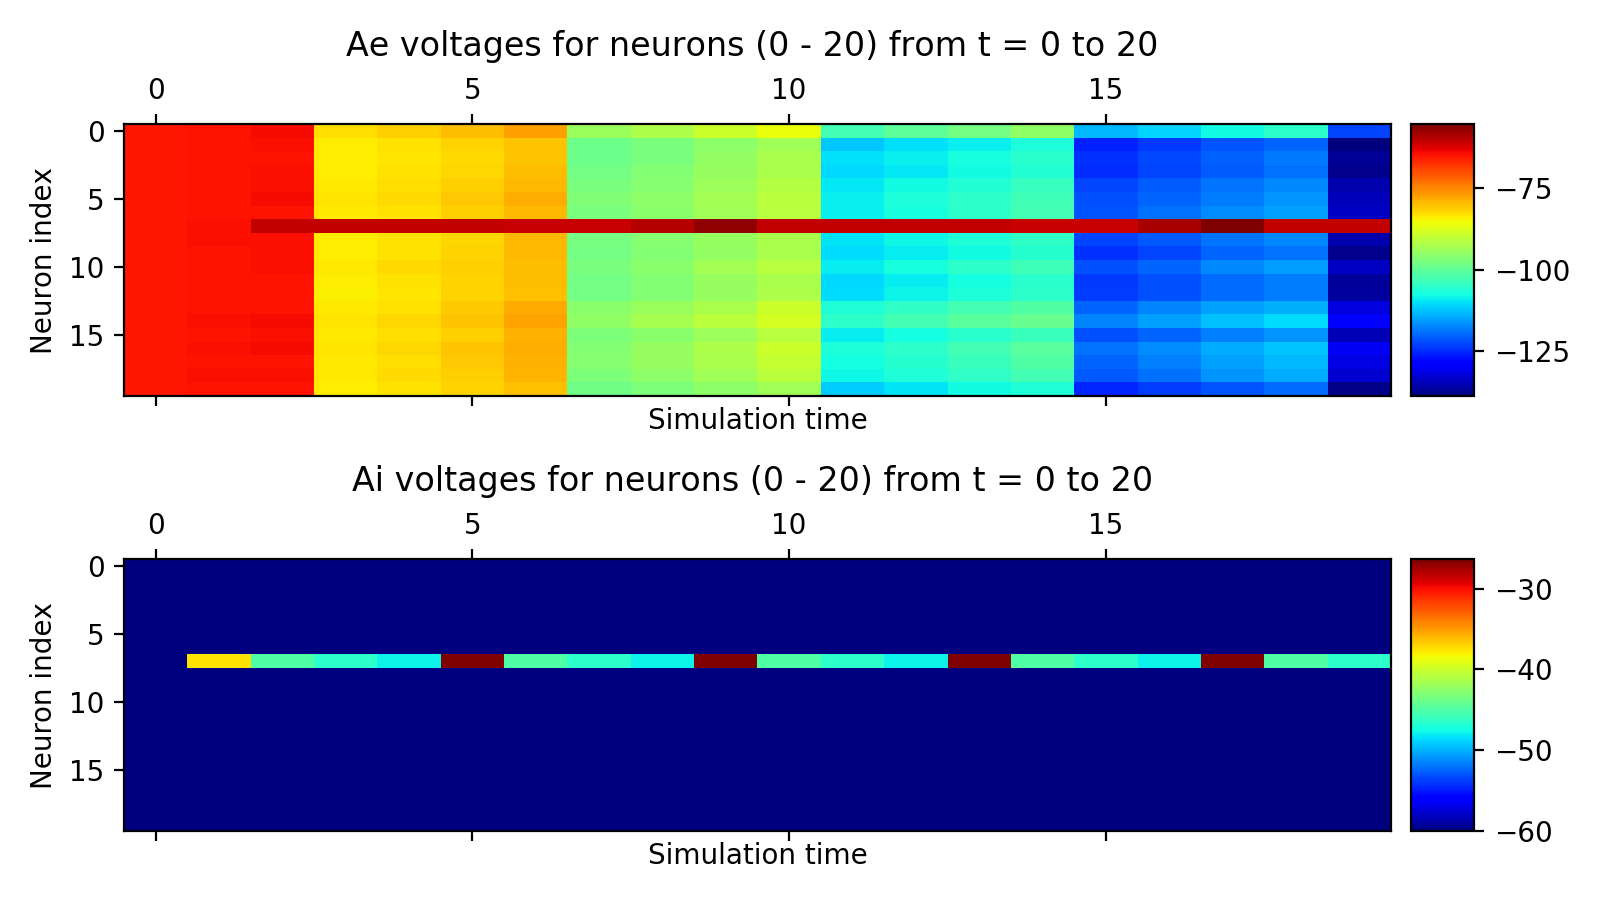 Ae voltages for neurons (0 - 20) from t = 0 to 20
0 5 10 15
Neuron index
0
5
10
15
−75
−100
−125
Simulation time
Ai voltages for neurons (0 - 20) from t = 0 to 20
0 5 10 15
Neuron index
0
5
10
15
−30
−40
−50
−60
Simulation time